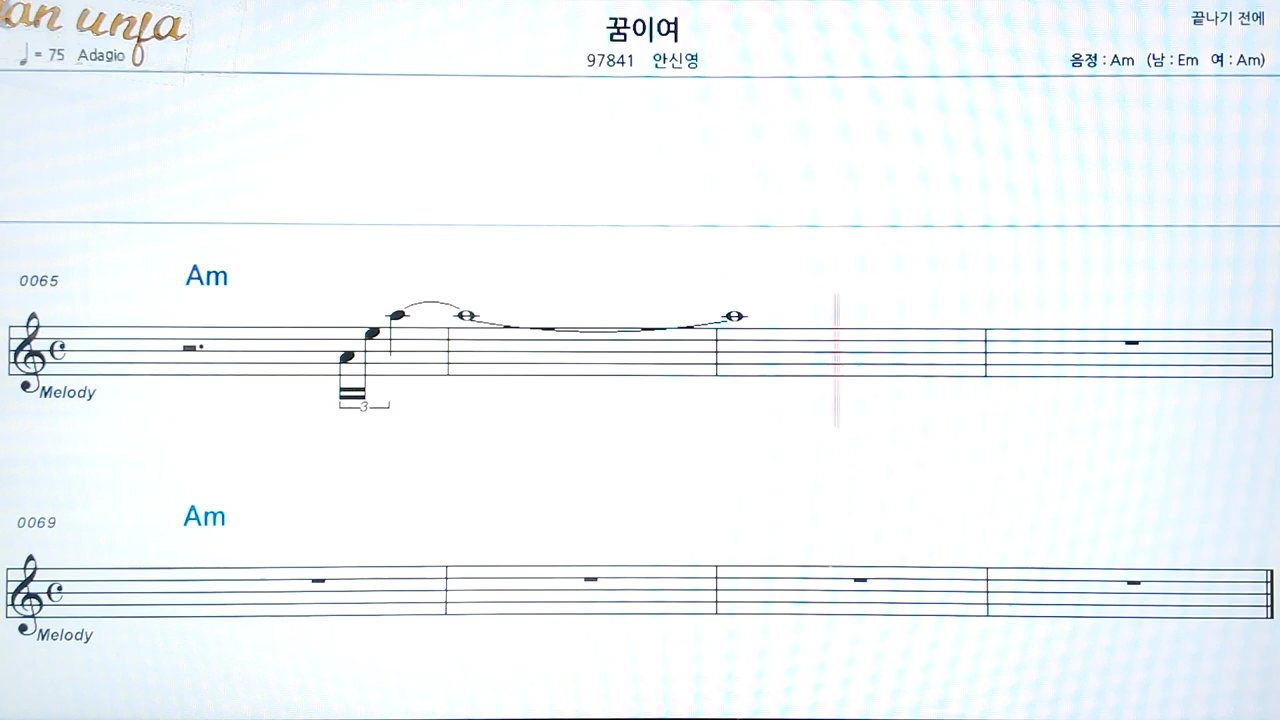 꿈이여
끝나기 전에
♩= 75 Adagio
97841 안신영
음정 : Am (남 : Em 여 : Am)
0065
Am
Melody
3
0069
Am
Melody